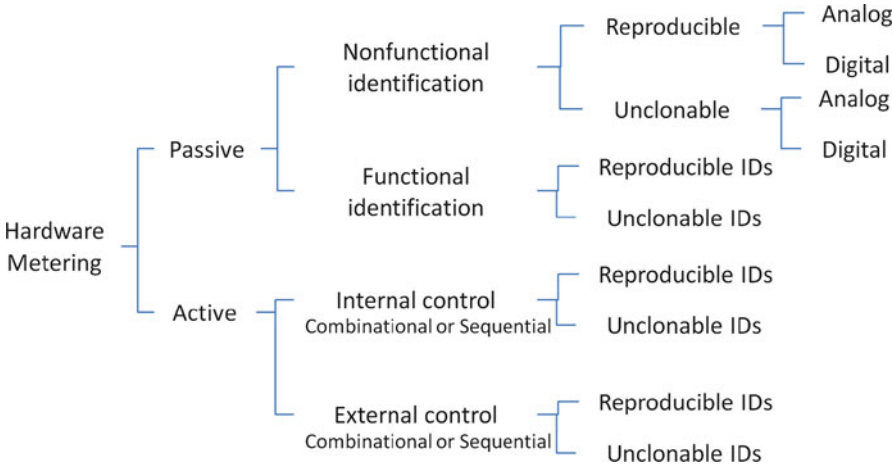 Hardware
Metering
Passive
Nonfunctional
identification
Reproducible
Analog
Digital
Unclonable
Analog
Digital
Functional
identification
Reproducible IDs
Unclonable IDs
Active
Internal control
Combinational or Sequential
Reproducible IDs
Unclonable IDs
External control
Combinational or Sequential
Reproducible IDs
Unclonable IDs